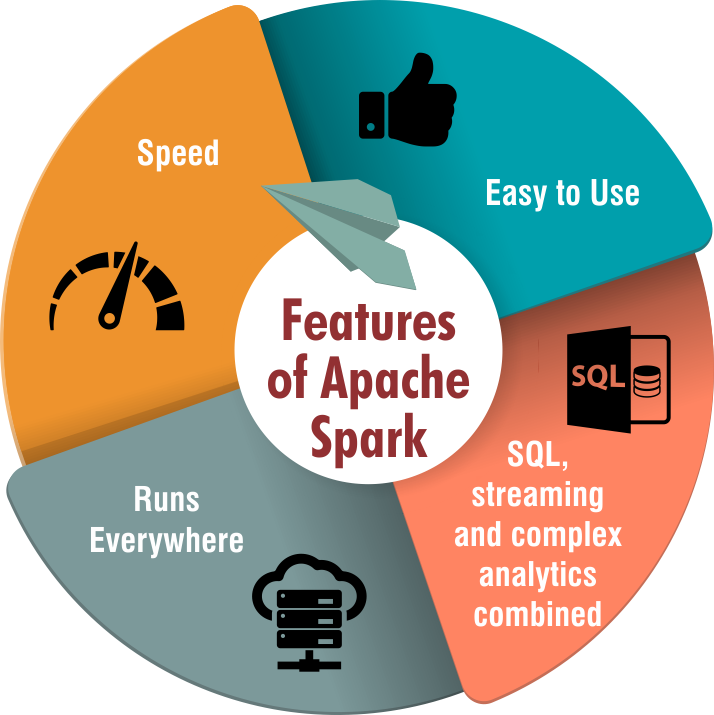 Speed
Easy to Use
Features
of Apache
Spark
SQL
SQL,
streaming
and complex
analytics
combined
Runs
Everywhere